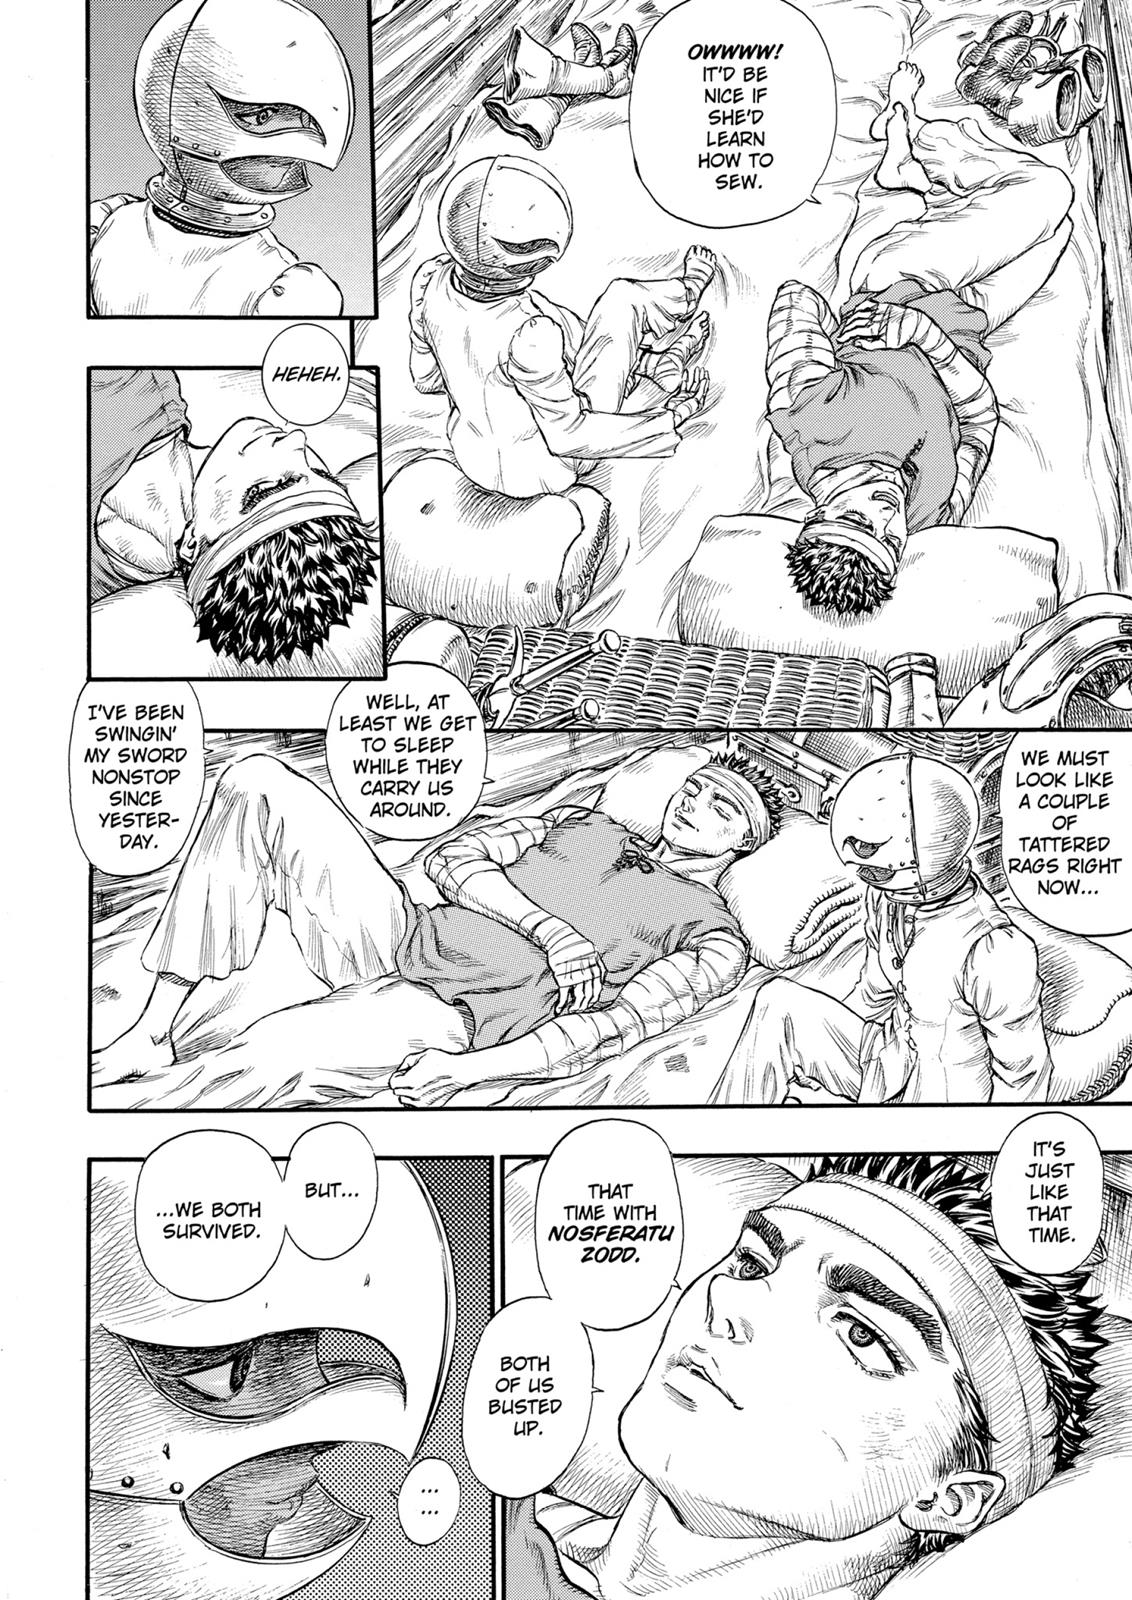 OWWWW!
IT'D BE
NICE IF
SHE'D
LEARN
HOW TO
SEW.
HEHEH.
WE MUST
LOOK LIKE
A COUPLE
OF
TATTERED
RAGS RIGHT
NOW...
WELL, AT
LEAST WE GET
TO SLEEP
WHILE THEY
CARRY US
AROUND.
I'VE BEEN
SWINGIN'
MY SWORD
NONSTOP
SINCE
YESTER-
DAY.
IT'S
JUST
LIKE
THAT
TIME.
THAT
TIME WITH
NOSFERATU
ZODD.
BOTH
OF US
BUSTED
UP.
BUT...
...WE BOTH
SURVIVED.
...
...